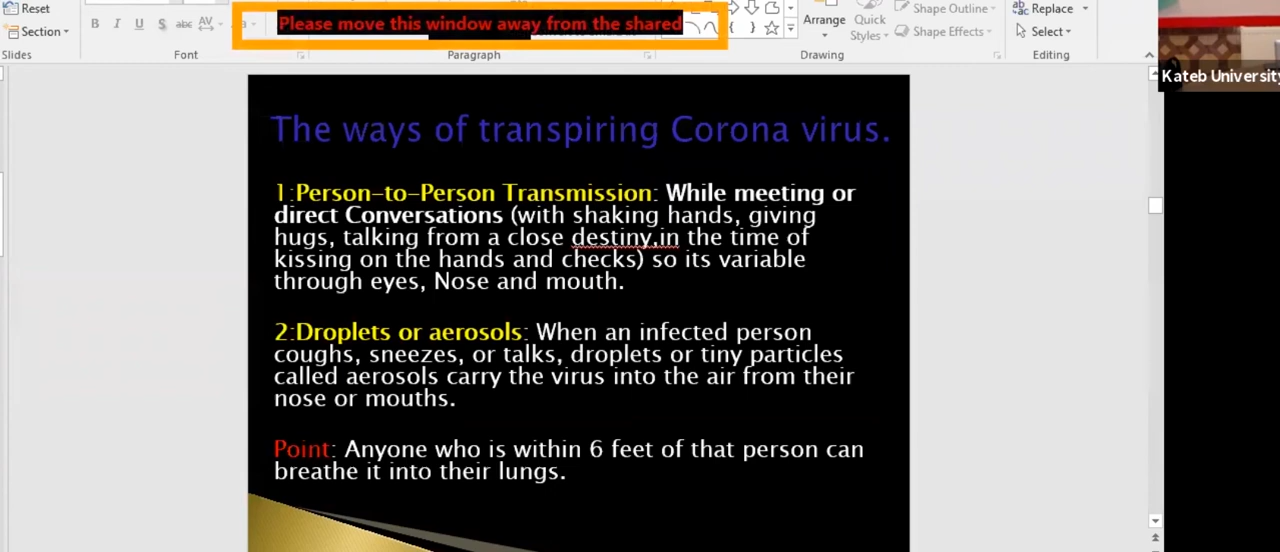 Reset
Please move this window away from the shared
Arrange
Quick
Styles
Shape Outline
Shape Effects
Replace
Select
Section
Slides
Font
Paragraph
Drawing
Editing
Kateb University
The ways of transpiring Corona virus.
1:Person-to-Person Transmission: While meeting or
direct Conversations (with shaking hands, giving
hugs, talking from a close destiny,in the time of
kissing on the hands and checks) so its variable
through eyes, Nose and mouth.
2:Droplets or aerosols: When an infected person
coughs, sneezes, or talks, droplets or tiny particles
called aerosols carry the virus into the air from their
nose or mouths.
Point: Anyone who is within 6 feet of that person can
breathe it into their lungs.